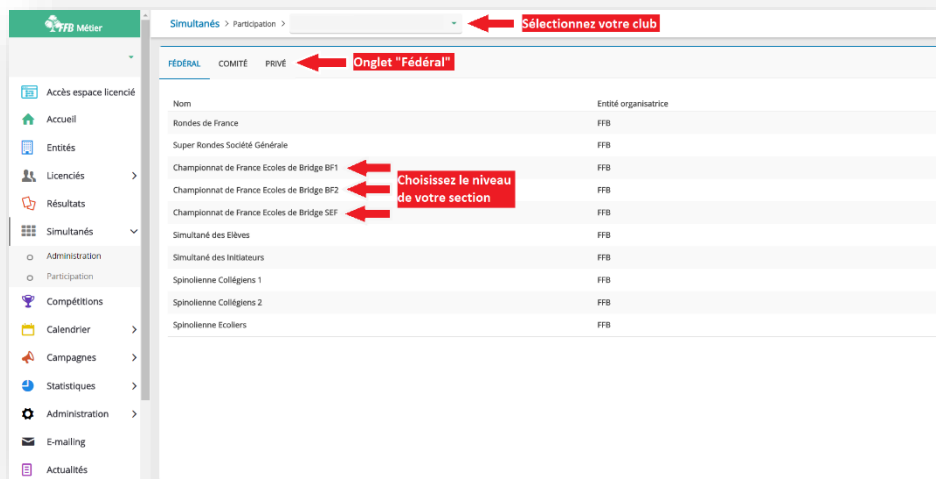 FFB Métier
Simultanés > Participation >
Sélectionnez votre club
FÉDÉRAL COMITÉ PRIVÉ
Onglet "Fédéral"
Accès espace licencié
Accueil
Entités
Licenciés
Résultats
Simultanés
Administration
Participation
Compétitions
Calendrier
Campagnes
Statistiques
Administration
E-mailing
Actualités
Nom Entité organisatrice
Rondes de France FFB
Super Rondes Société Générale FFB
Championnat de France Ecoles de Bridge BF1 FFB
Championnat de France Ecoles de Bridge BF2 FFB
Championnat de France Ecoles de Bridge SEF FFB
Choisissez le niveau
de votre section
Simultané des Elèves FFB
Simultané des Initiateurs FFB
Spinolienne Collégiens 1 FFB
Spinolienne Collégiens 2 FFB
Spinolienne Ecoliers FFB